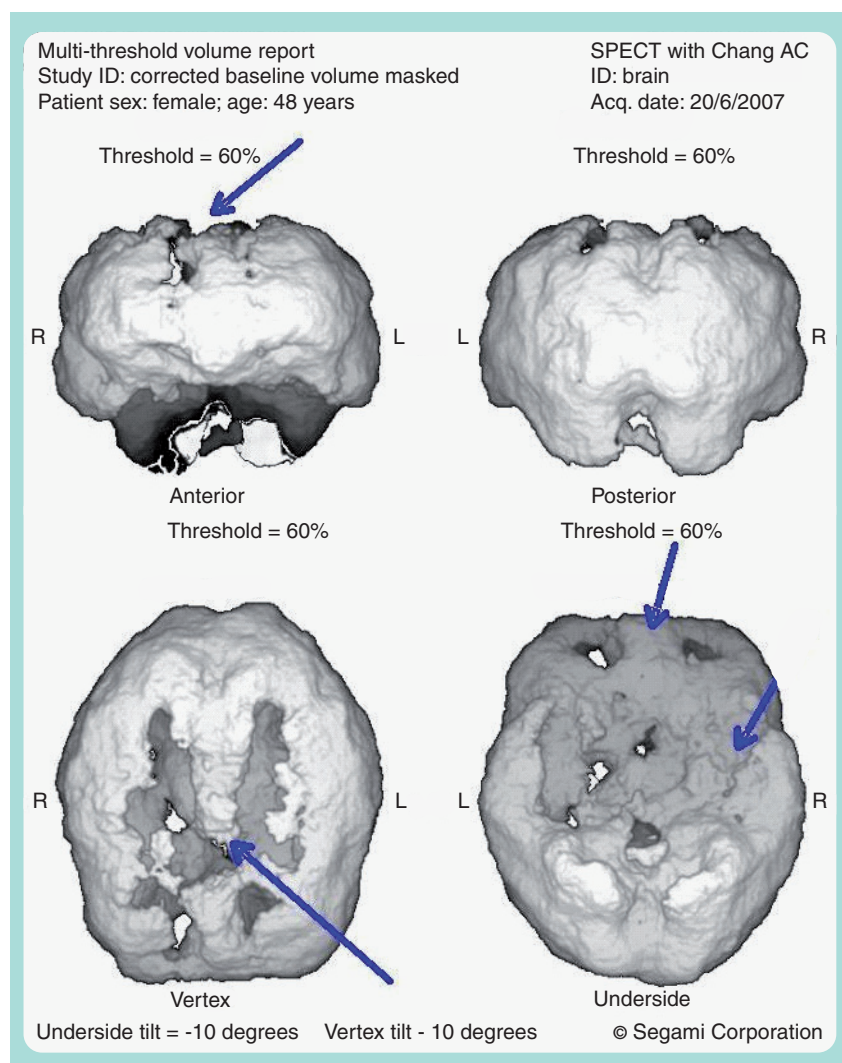 Multi-threshold volume report
Study ID: corrected baseline volume masked
Patient sex: female; age: 48 years
SPECT with Chang AC
ID: brain
Acq. date: 20/6/2007
Threshold = 60%
Threshold = 60%
R
L
L
R
Anterior
Posterior
Threshold = 60%
Threshold = 60%
R
L
L
R
Vertex
Underside
Underside tilt = -10 degrees
Vertex tilt - 10 degrees
© Segami Corporation